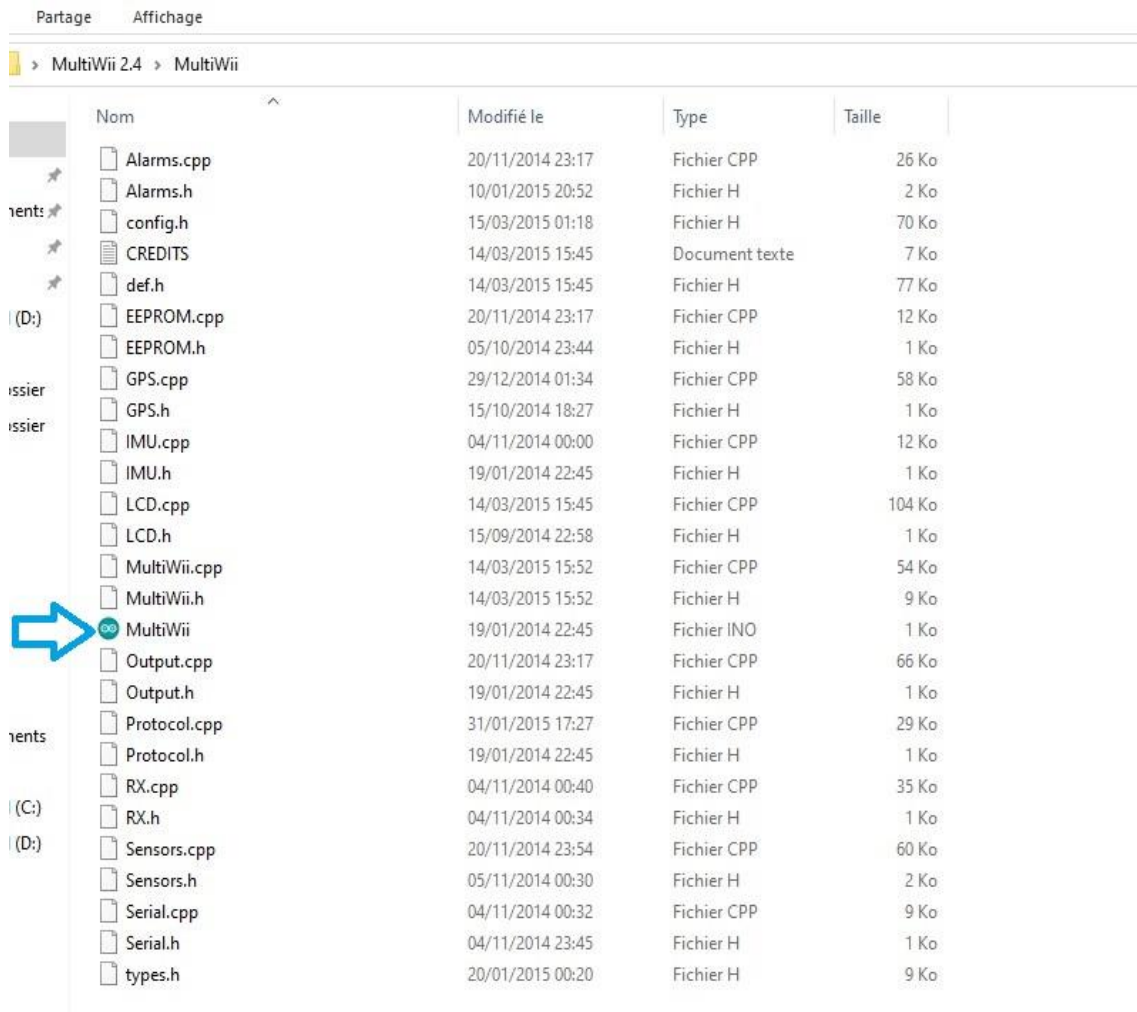 Partage Affichage
MultiWii 2.4 › MultiWii
Nom Modifié le Type Taille
Alarms.cpp 20/11/2014 23:17 Fichier CPP 26 Ko
Alarms.h 10/01/2015 20:52 Fichier H 2 Ko
config.h 15/03/2015 01:18 Fichier H 70 Ko
CREDITS 14/03/2015 15:45 Document texte 7 Ko
def.h 14/03/2015 15:45 Fichier H 77 Ko
(D:) EEPROM.cpp 20/11/2014 23:17 Fichier CPP 12 Ko
EEPROM.h 05/10/2014 23:44 Fichier H 1 Ko
GPS.cpp 29/12/2014 01:34 Fichier CPP 58 Ko
GPS.h 15/10/2014 18:27 Fichier H 1 Ko
IMU.cpp 04/11/2014 00:00 Fichier CPP 12 Ko
IMU.h 19/01/2014 22:45 Fichier H 1 Ko
LCD.cpp 14/03/2015 15:45 Fichier CPP 104 Ko
LCD.h 15/09/2014 22:58 Fichier H 1 Ko
MultiWii.cpp 14/03/2015 15:52 Fichier CPP 54 Ko
MultiWii.h 14/03/2015 15:52 Fichier H 9 Ko
MultiWii 19/01/2014 22:45 Fichier INO 1 Ko
Output.cpp 20/11/2014 23:17 Fichier CPP 66 Ko
Output.h 19/01/2014 22:45 Fichier H 1 Ko
Protocol.cpp 31/01/2015 17:27 Fichier CPP 29 Ko
Protocol.h 19/01/2014 22:45 Fichier H 1 Ko
RX.cpp 04/11/2014 00:40 Fichier CPP 35 Ko
(C:) RX.h 04/11/2014 00:34 Fichier H 1 Ko
(D:) Sensors.cpp 20/11/2014 23:54 Fichier CPP 60 Ko
Sensors.h 05/11/2014 00:30 Fichier H 2 Ko
Serial.cpp 04/11/2014 00:32 Fichier CPP 9 Ko
Serial.h 04/11/2014 23:45 Fichier H 1 Ko
types.h 20/01/2015 00:20 Fichier H 9 Ko